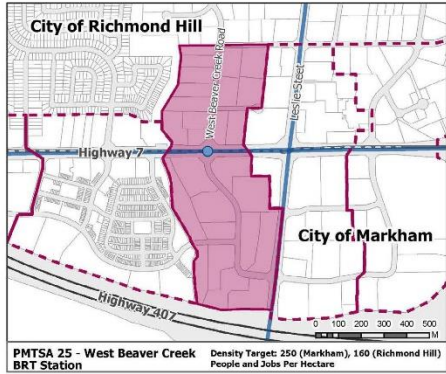 City of Richmond Hill
West Beaver Creek Road
Leslie Steet
Highway 7
City of Markham
Highway 407
0 100 200 300 400 500
M
PMTSA 25 - West Beaver Creek
BRT Station
Density Target: 250 (Markham), 160 (Richmond Hill)
People and Jobs Per Hectare